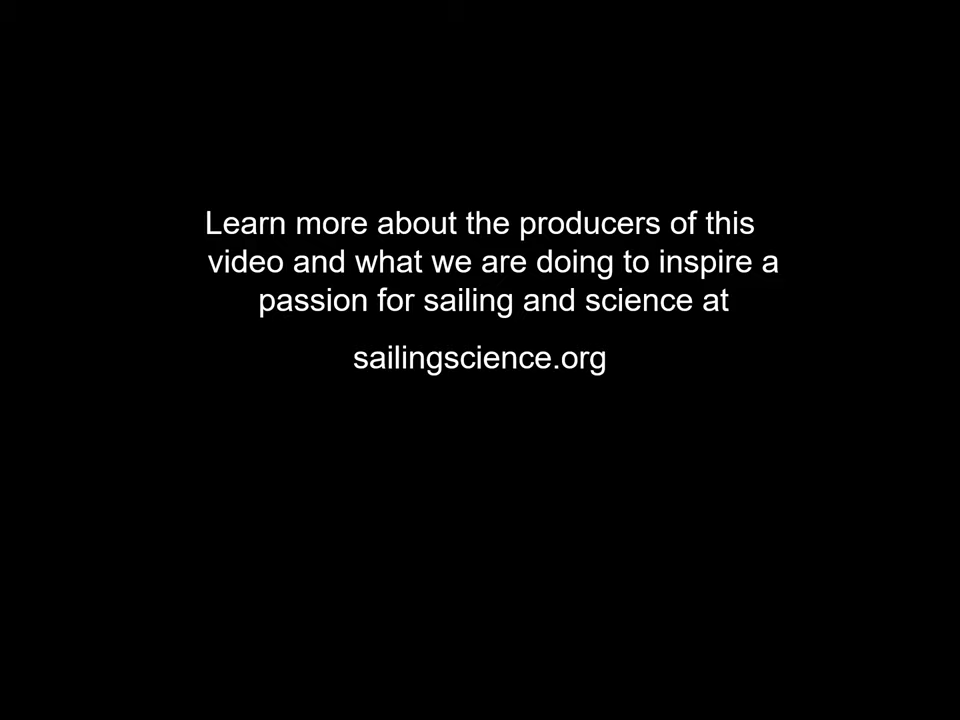 Learn more about the producers of this
video and what we are doing to inspire a
passion for sailing and science at
sailingscience.org